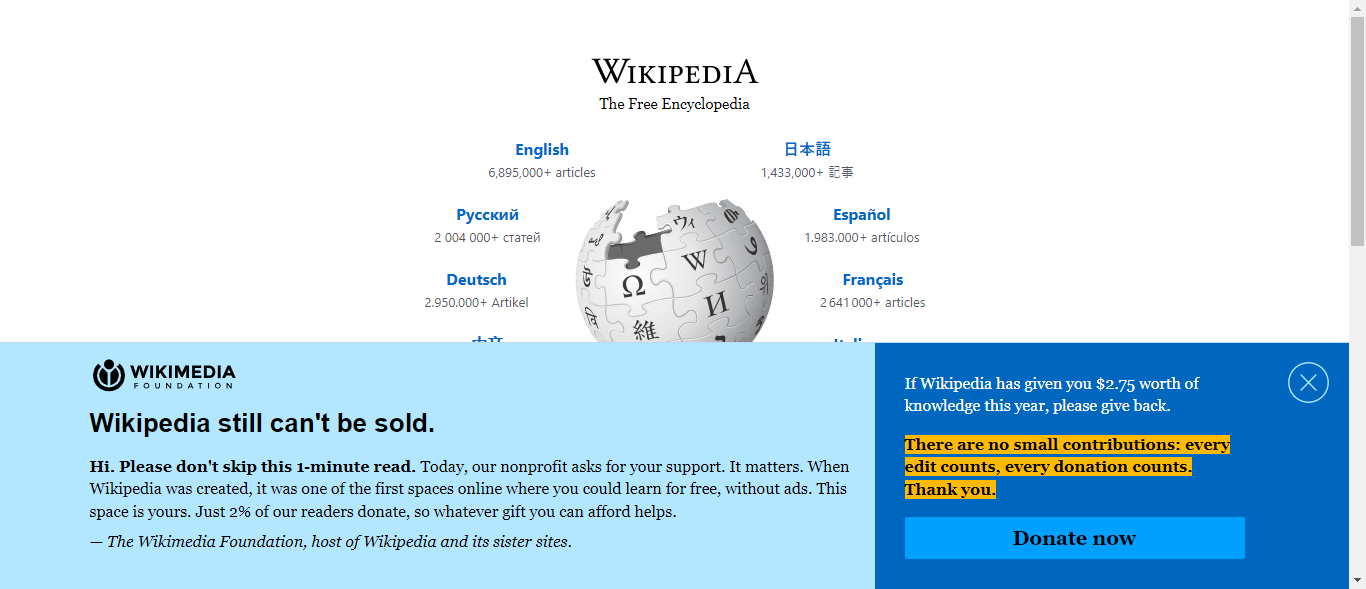 WIKIPEDIA
The Free Encyclopedia
English
6,895,000+ articles
日本語
1,433,000+ 記事
Русский
2 004 000+ статей
Español
1.983.000+ artículos
Deutsch
2.950.000+ Artikel
Français
2 641 000+ articles
Ω
W
И
維
ウィ
WIKIMEDIA
FOUNDATION
Wikipedia still can't be sold.
Hi. Please don't skip this 1-minute read. Today, our nonprofit asks for your support. It matters. When
Wikipedia was created, it was one of the first spaces online where you could learn for free, without ads. This
space is yours. Just 2% of our readers donate, so whatever gift you can afford helps.
— The Wikimedia Foundation, host of Wikipedia and its sister sites.
If Wikipedia has given you $2.75 worth of
knowledge this year, please give back.
There are no small contributions: every
edit counts, every donation counts.
Thank you.
Donate now